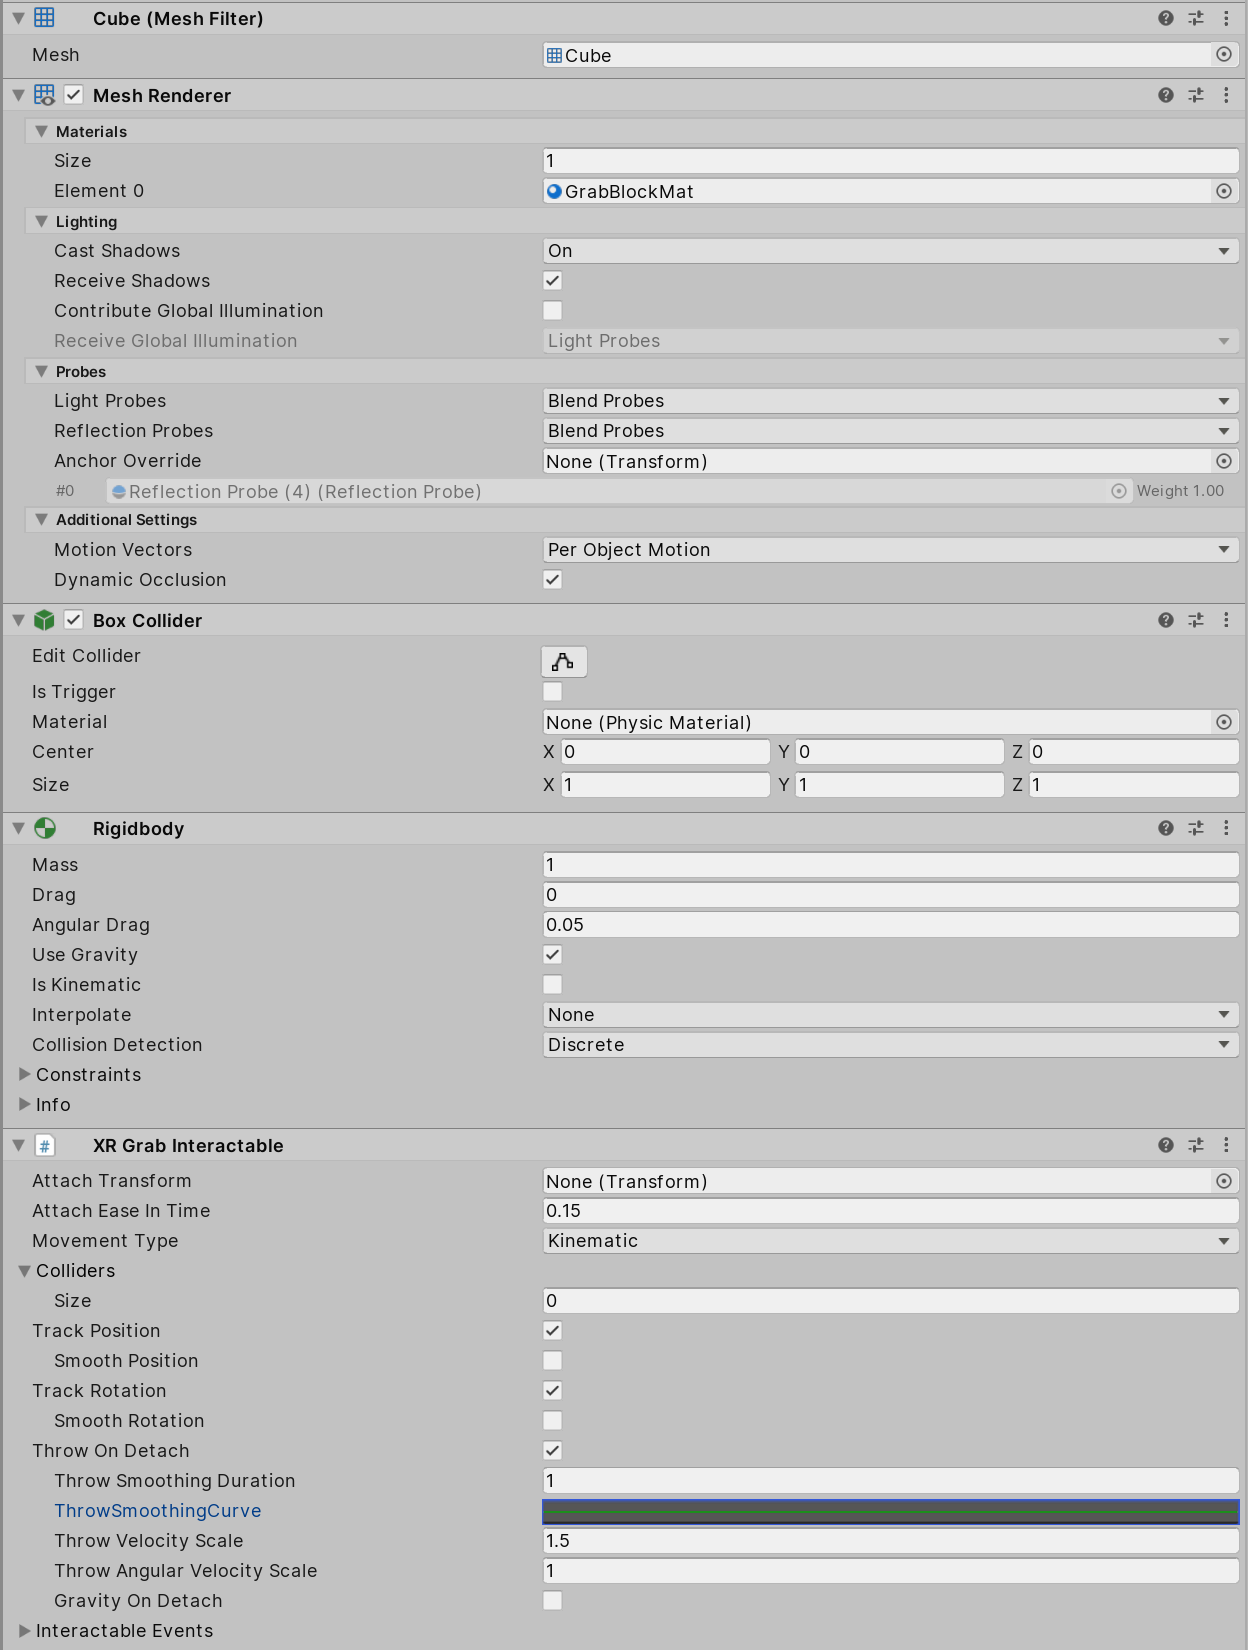 Cube (Mesh Filter)
Mesh Cube
Mesh Renderer
Materials
Size 1
Element 0 GrabBlockMat
Lighting
Cast Shadows On
Receive Shadows
Contribute Global Illumination
Receive Global Illumination Light Probes
Probes
Light Probes Blend Probes
Reflection Probes Blend Probes
Anchor Override None (Transform)
#0 Reflection Probe (4) (Reflection Probe) Weight 1.00
Additional Settings
Motion Vectors Per Object Motion
Dynamic Occlusion
Box Collider
Edit Collider
Is Trigger
Material None (Physic Material)
Center X 0 Y 0 Z 0
Size X 1 Y 1 Z 1
Rigidbody
Mass 1
Drag 0
Angular Drag 0.05
Use Gravity
Is Kinematic
Interpolate None
Collision Detection Discrete
Constraints
Info
# XR Grab Interactable
Attach Transform None (Transform)
Attach Ease In Time 0.15
Movement Type Kinematic
Colliders
Size 0
Track Position
Smooth Position
Track Rotation
Smooth Rotation
Throw On Detach
Throw Smoothing Duration 1
ThrowSmoothingCurve
Throw Velocity Scale 1.5
Throw Angular Velocity Scale 1
Gravity On Detach
Interactable Events